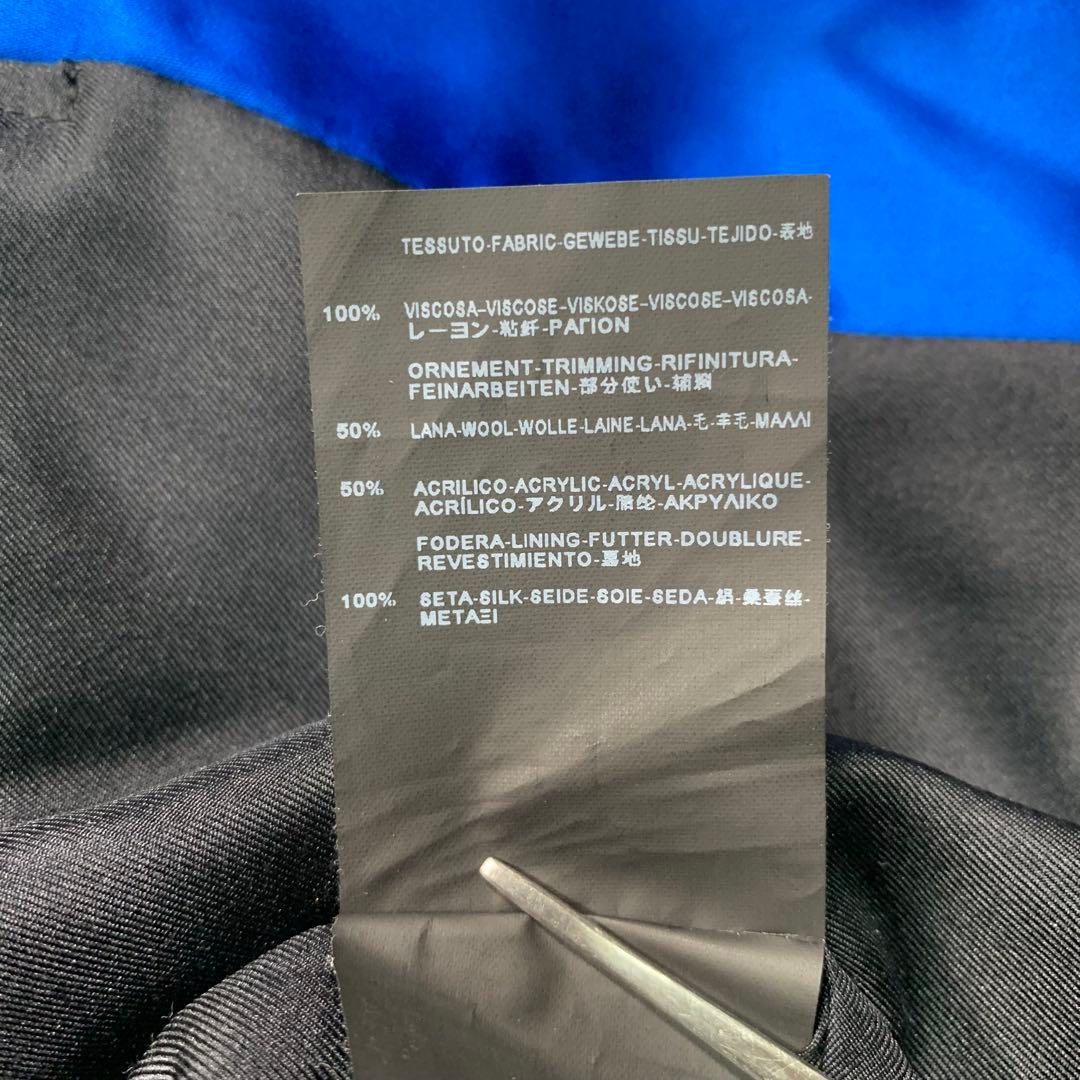 TESSUTO-FABRIC-GEWEBE-TISSU-TEJIDO-表地
100% VISCOSA-VISCOSE-VISKOSE-VISCOSE-VISCOSA-
レーヨン-粘釬-ΡΑΓΙΟΝ
ORNEMENT-TRIMMING-RIFINITURA-
FEINARBEITEN-部分使い-辅
50% LANA-WOOL-WOLLE-LAINE-LANA-毛-羊毛-ΜΑΛΛΙ
50% ACRILICO-ACRYLIC-ACRYL-ACRYLIQUE-
ACRÍLICO-アクリル-腈纶-ΑΚΡΥΛΙΚΟ
FODERA-LINING-FUTTER-DOUBLURE-
REVESTIMIENTO-裏地
100% SETA-SILK-SEIDE-SOIE-SEDA-絹-桑蚕丝-
ΜΕΤΑΞΙ